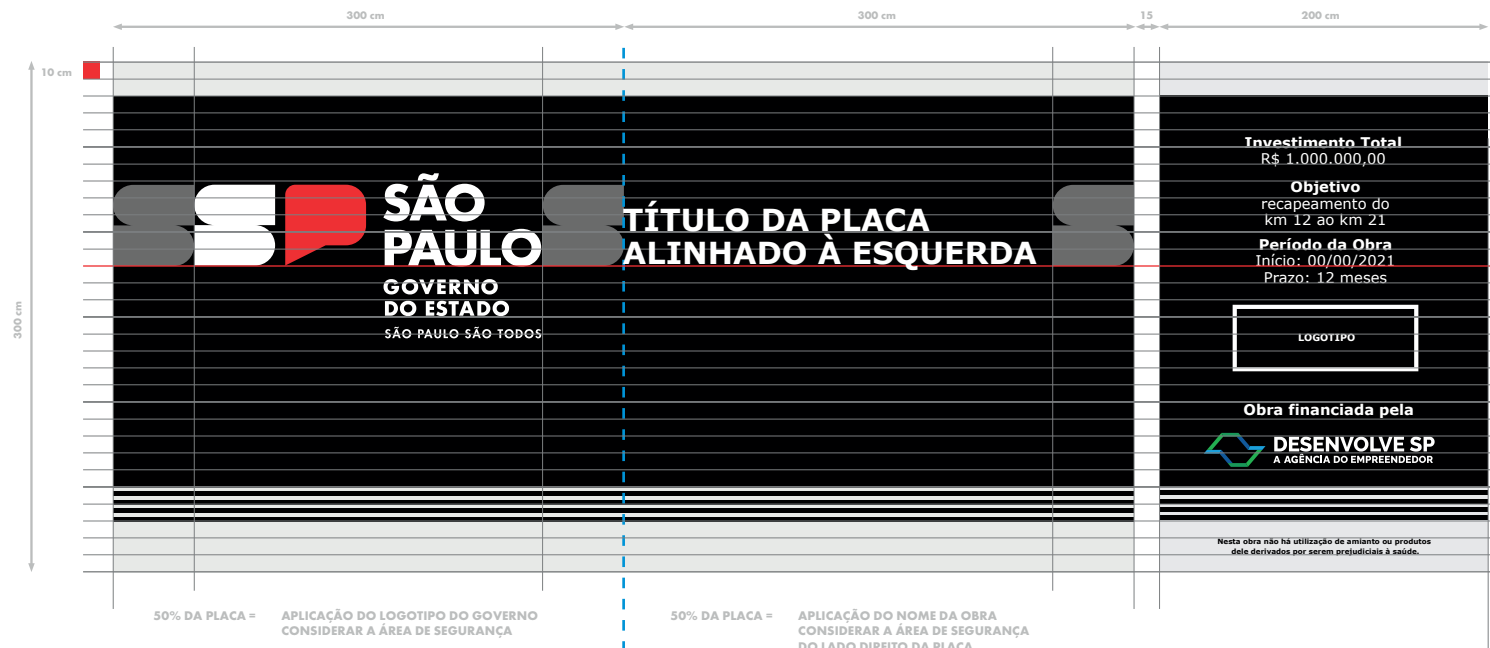 300 cm
300 cm
15
200 cm
10 cm
300 cm
SÃO
PAULO
GOVERNO
DO ESTADO
SÃO PAULO SÃO TODOS
TÍTULO DA PLACA
ALINHADO À ESQUERDA
Investimento Total
R$ 1.000.000,00
Objetivo
recapeamento do
km 12 ao km 21
Período da Obra
Início: 00/00/2021
Prazo: 12 meses
LOGOTIPO
Obra financiada pela
DESENVOLVE SP
A AGÊNCIA DO EMPREENDEDOR
Nesta obra não há utilização de amianto ou produtos
dele derivados por serem prejudiciais à saúde.
50% DA PLACA =
APLICAÇÃO DO LOGOTIPO DO GOVERNO
CONSIDERAR A ÁREA DE SEGURANÇA
50% DA PLACA =
APLICAÇÃO DO NOME DA OBRA
CONSIDERAR A ÁREA DE SEGURANÇA
DO LADO DIREITO DA PLACA